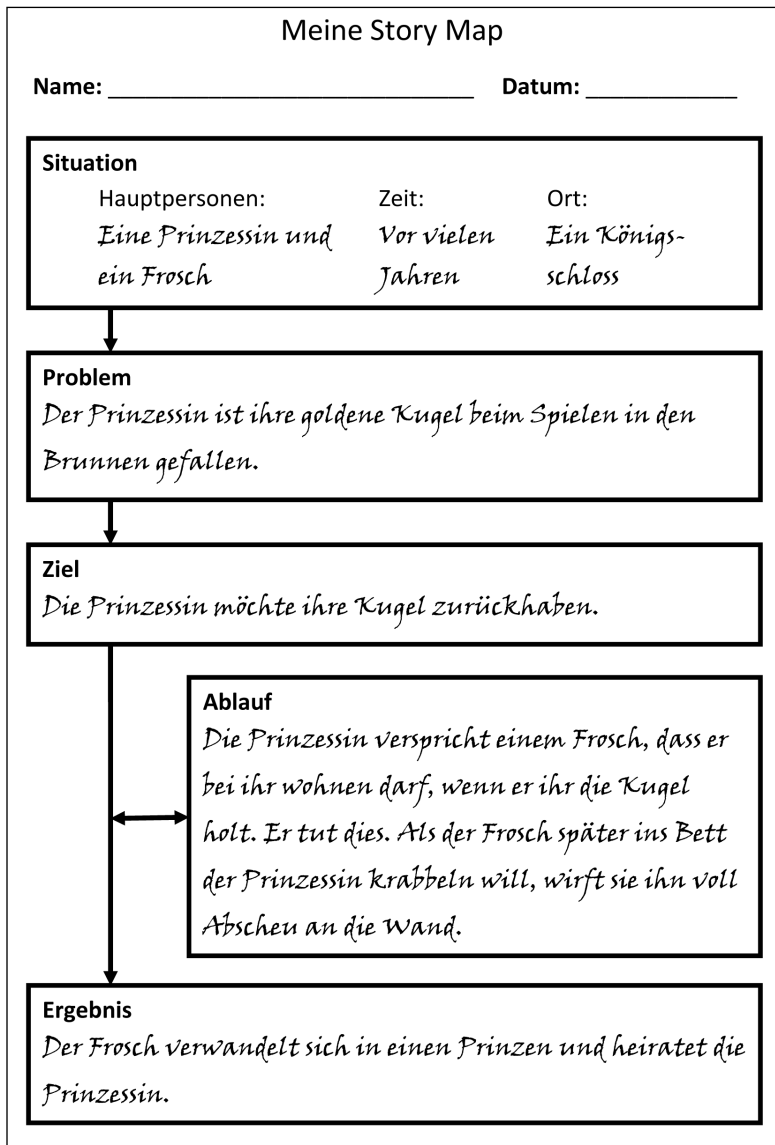 Meine Story Map
Name: _____________________________ Datum: ____________
Situation
Hauptpersonen: Zeit: Ort:
Eine Prinzessin und Vor vielen Ein Königs-
ein Frosch Jahren schloss
Problem
Der Prinzessin ist ihre goldene Kugel beim Spielen in den
Brunnen gefallen.
Ziel
Die Prinzessin möchte ihre Kugel zurückhaben.
Ablauf
Die Prinzessin verspricht einem Frosch, dass er
bei ihr wohnen darf, wenn er ihr die Kugel
holt. Er tut dies. Als der Frosch später ins Bett
der Prinzessin krabbeln will, wirft sie ihn voll
Abscheu an die Wand.
Ergebnis
Der Frosch verwandelt sich in einen Prinzen und heiratet die
Prinzessin.